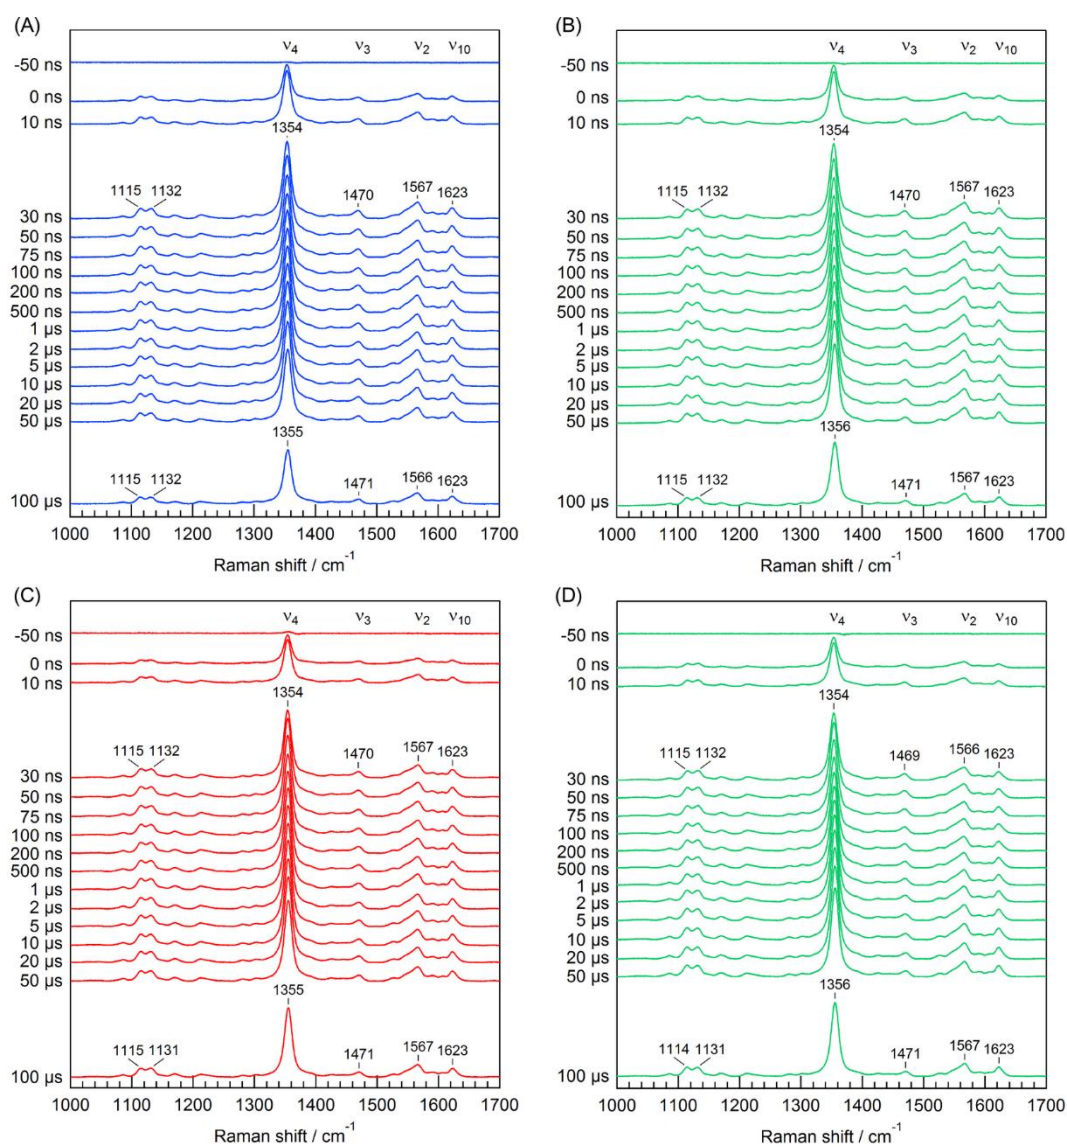 (A)
ν4 ν3 ν2 ν10
-50 ns
0 ns
10 ns
1354
1115 1132 1470 1567 1623
30 ns
50 ns
75 ns
100 ns
200 ns
500 ns
1 µs
2 µs
5 µs
10 µs
20 µs
50 µs
1355
1115 1132 1471 1566 1623
100 µs
1000 1100 1200 1300 1400 1500 1600 1700
Raman shift / cm⁻¹
(B)
ν4 ν3 ν2 ν10
-50 ns
0 ns
10 ns
1354
1115 1132 1470 1567 1623
30 ns
50 ns
75 ns
100 ns
200 ns
500 ns
1 µs
2 µs
5 µs
10 µs
20 µs
50 µs
1356
1115 1132 1471 1567 1623
100 µs
1000 1100 1200 1300 1400 1500 1600 1700
Raman shift / cm⁻¹
(C)
ν4 ν3 ν2 ν10
-50 ns
0 ns
10 ns
1354
1115 1132 1470 1567 1623
30 ns
50 ns
75 ns
100 ns
200 ns
500 ns
1 µs
2 µs
5 µs
10 µs
20 µs
50 µs
1355
1115 1131 1471 1567 1623
100 µs
1000 1100 1200 1300 1400 1500 1600 1700
Raman shift / cm⁻¹
(D)
ν4 ν3 ν2 ν10
-50 ns
0 ns
10 ns
1354
1115 1132 1469 1566 1623
30 ns
50 ns
75 ns
100 ns
200 ns
500 ns
1 µs
2 µs
5 µs
10 µs
20 µs
50 µs
1356
1114 1131 1471 1567 1623
100 µs
1000 1100 1200 1300 1400 1500 1600 1700
Raman shift / cm⁻¹